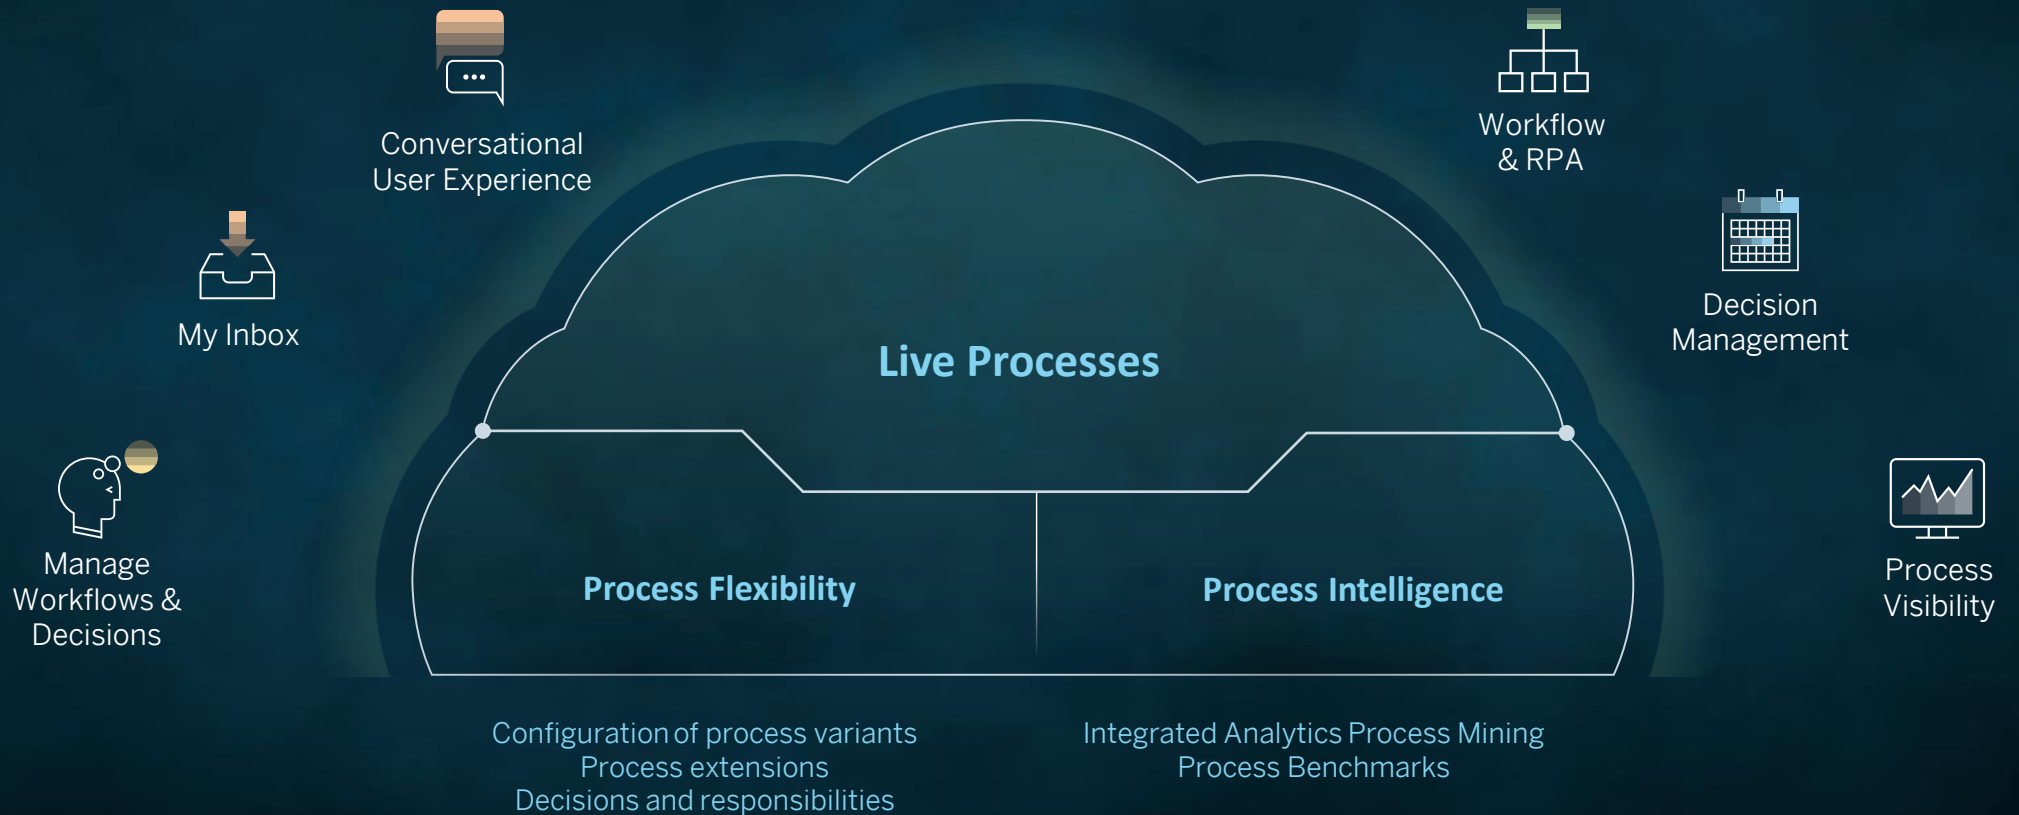 Conversational
User Experience
Workflow
& RPA
My Inbox
Decision
Management
Live Processes
Manage
Workflows &
Decisions
Process Flexibility
Process Intelligence
Process
Visibility
Configuration of process variants
Process extensions
Decisions and responsibilities
Integrated Analytics Process Mining
Process Benchmarks